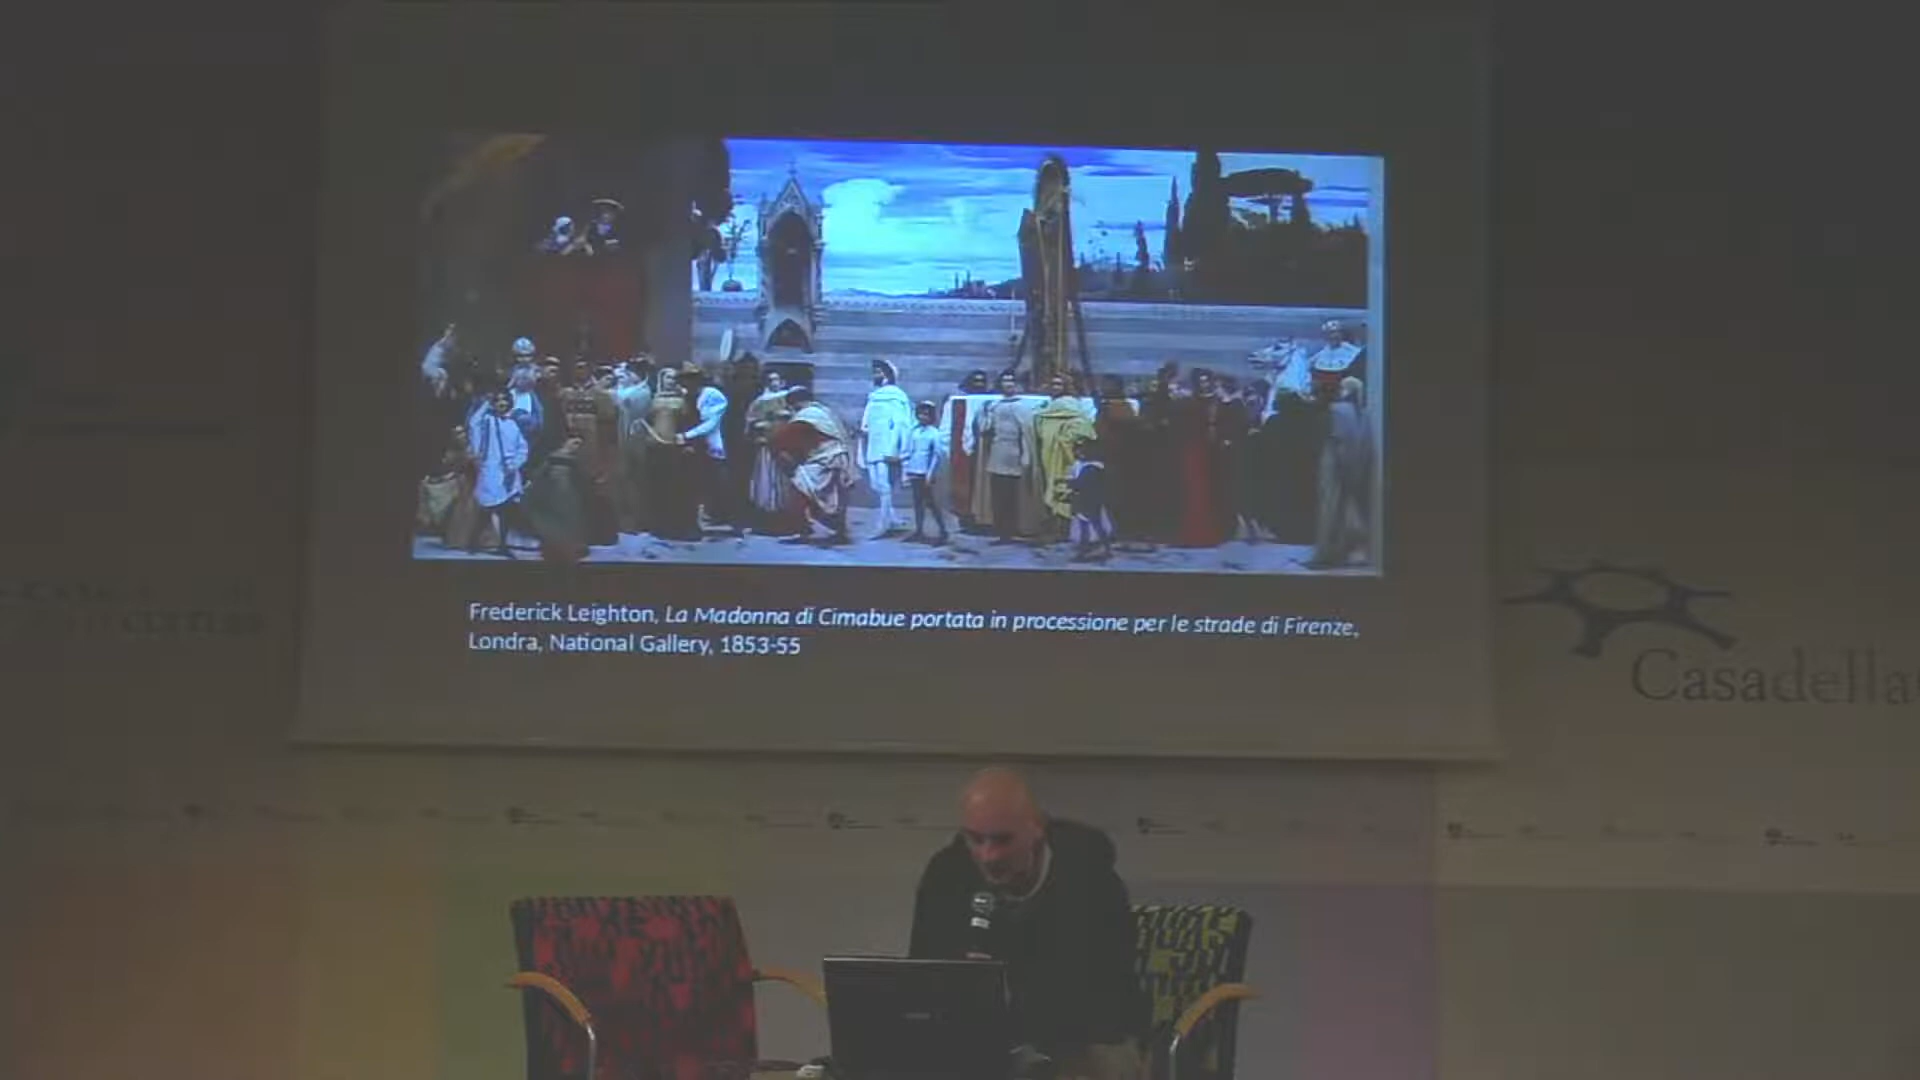 Frederick Leighton, La Madonna di Cimabue portata in processione per le strade di Firenze,
Londra, National Gallery, 1853-55
Casadella